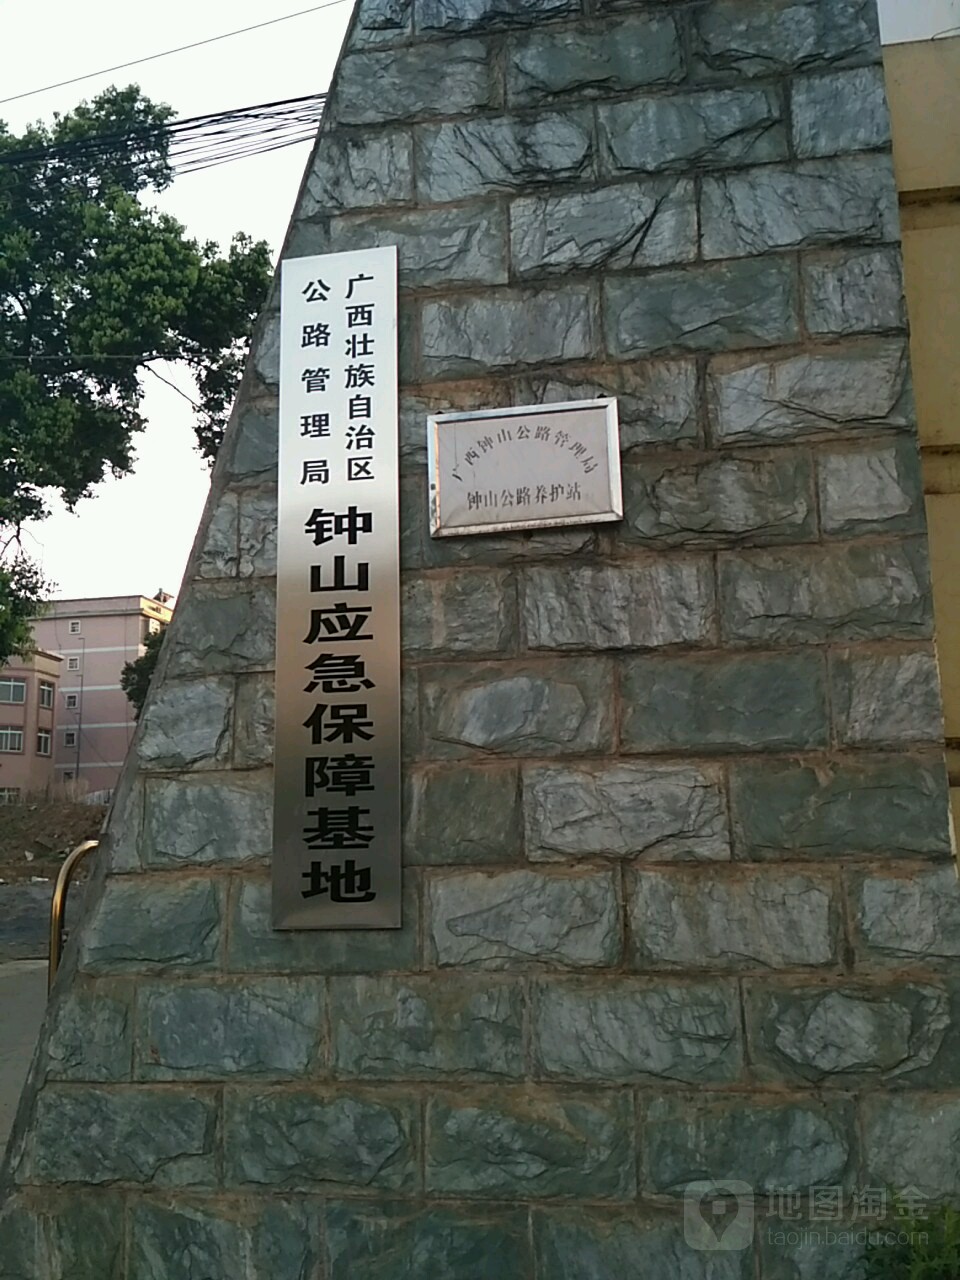 广西壮族自治区
公路管理局
钟山应急保障基地
广西钟山公路管理局
钟山公路养护站
地图淘金
taojin.baidu.com